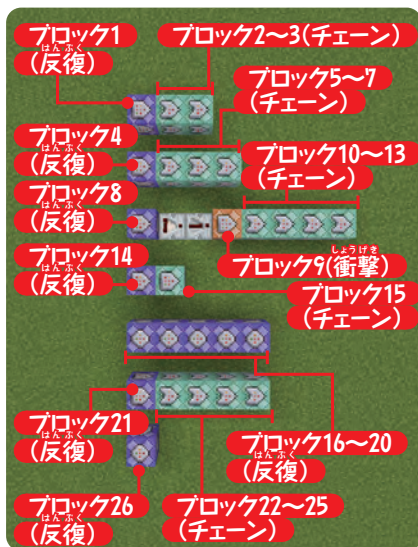 ブロック1
はんぷく
(反復)
ブロック2〜3(チェーン)
ブロック5〜7
(チェーン)
ブロック4
はんぷく
(反復)
ブロック10〜13
(チェーン)
ブロック8
はんぷく
(反復)
しょうげき
ブロック9(衝撃)
ブロック14
はんぷく
(反復)
ブロック15
(チェーン)
ブロック21
はんぷく
(反復)
ブロック16〜20
はんぷく
(反復)
ブロック26
はんぷく
(反復)
ブロック22〜25
(チェーン)